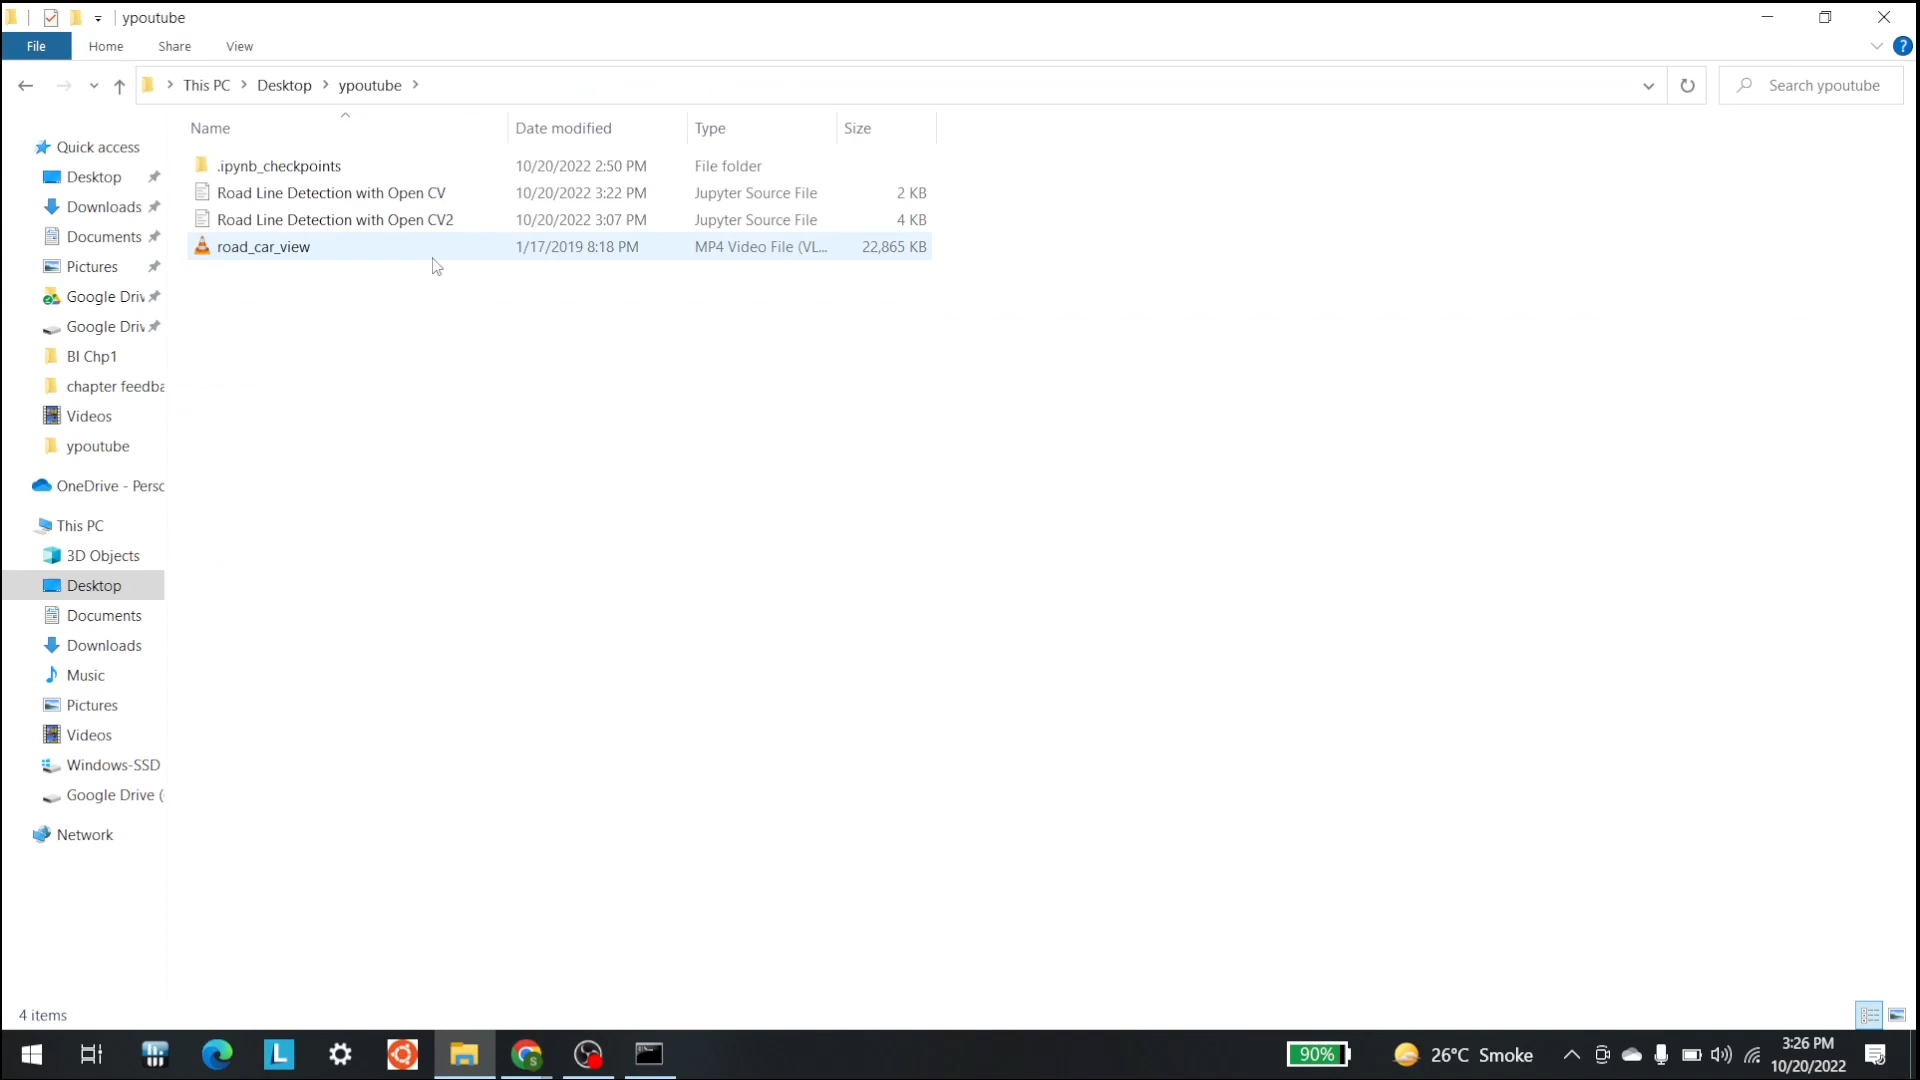 ypoutube
File Home Share View
This PC Desktop ypoutube
Search ypoutube
Name Date modified Type Size
.ipynb_checkpoints 10/20/2022 2:50 PM File folder
Road Line Detection with Open CV 10/20/2022 3:22 PM Jupyter Source File 2 KB
Road Line Detection with Open CV2 10/20/2022 3:07 PM Jupyter Source File 4 KB
road_car_view 1/17/2019 8:18 PM MP4 Video File (VL... 22,865 KB
Quick access
Desktop
Downloads
Documents
Pictures
Google Driv
Google Driv
BI Chp1
chapter feedba
Videos
ypoutube
OneDrive - Perso
This PC
3D Objects
Desktop
Documents
Downloads
Music
Pictures
Videos
Windows-SSD
Google Drive (
Network
4 items
90% 26°C Smoke 3:26 PM
10/20/2022